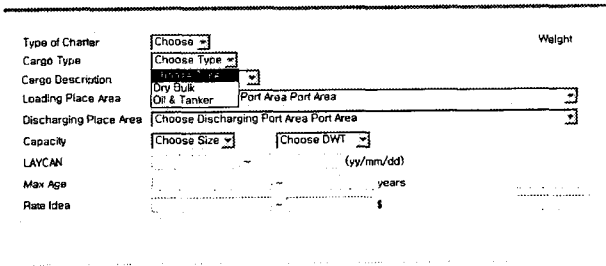 Type of Charter Choose Weight
Cargo Type Choose Type
Cargo Description
Dry Bulk
Loading Place Area Oil & Tanker Port Area Port Area
Discharging Place Area Choose Discharging Port Area Port Area
Capacity Choose Size Choose DWT
LAYCAN ~ (yy/mm/dd)
Max Age ~ years
Rate Idea ~ $